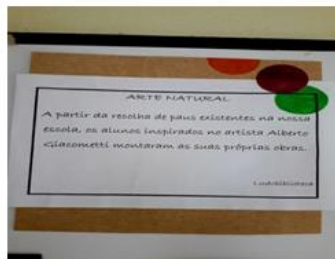 ARTE NATURAL
A partir da recolha de paus existentes na nossa
escola, os alunos inspirados no artista Alberto
Giacometti montaram as suas próprias obras.
Ludobiblioteca